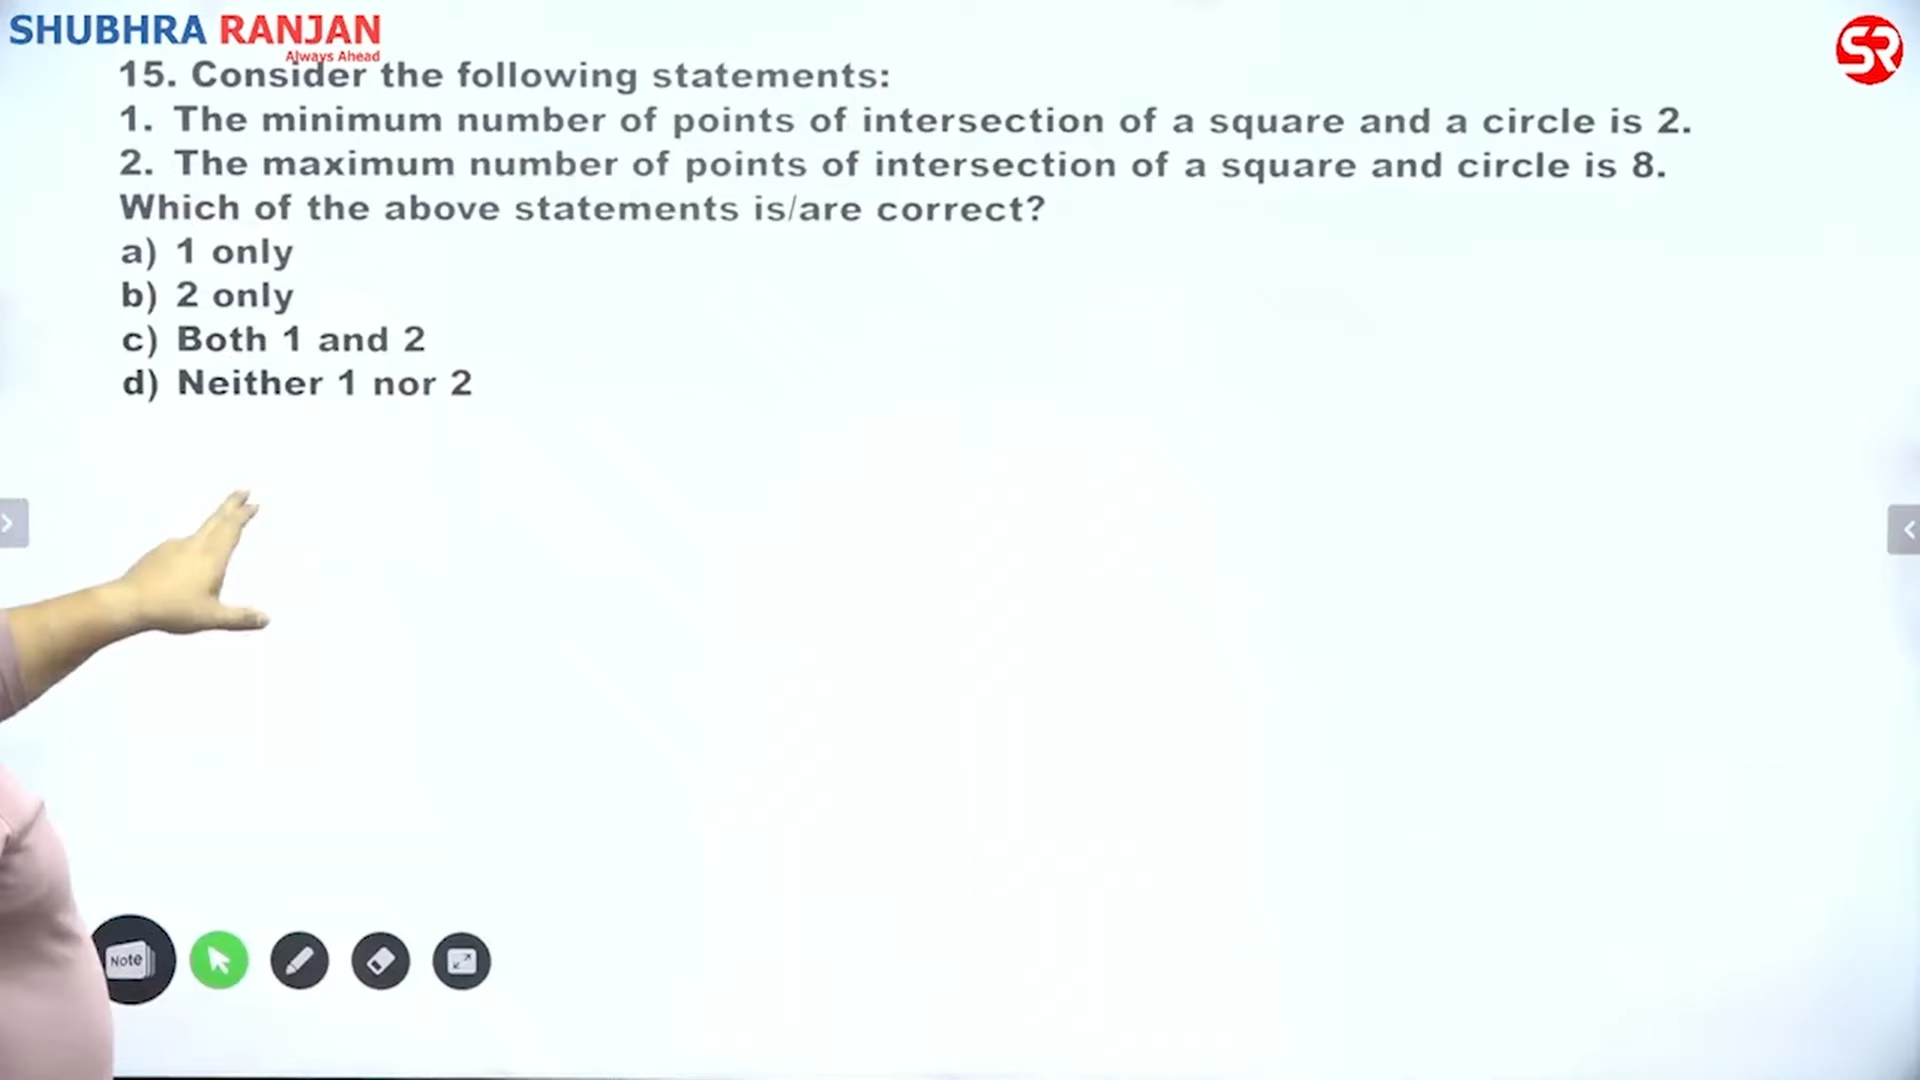 SHUBHRA RANJAN
Always Ahead
SR
15. Consider the following statements:
1. The minimum number of points of intersection of a square and a circle is 2.
2. The maximum number of points of intersection of a square and circle is 8.
Which of the above statements is/are correct?
a) 1 only
b) 2 only
c) Both 1 and 2
d) Neither 1 nor 2
Note